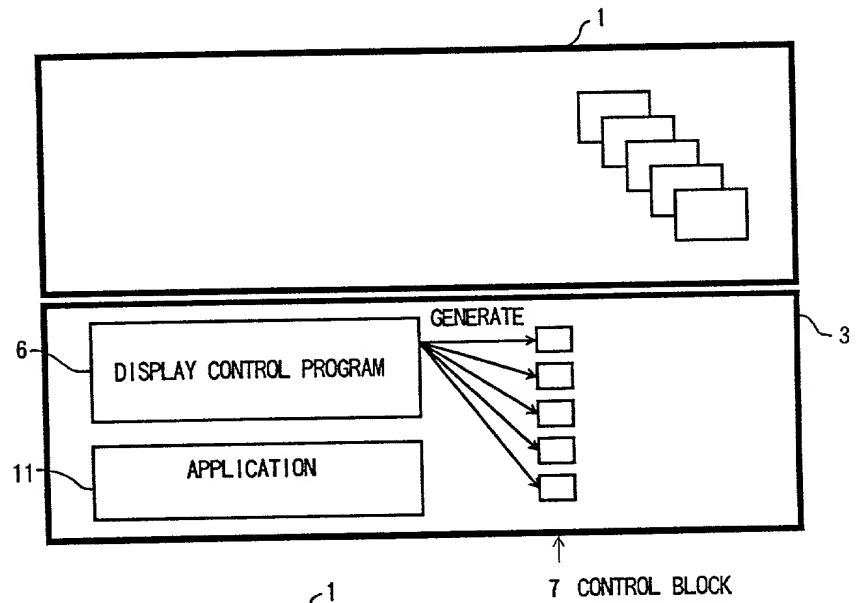 1
GENERATE
3
6
DISPLAY CONTROL PROGRAM
APPLICATION
11
7 CONTROL BLOCK
1